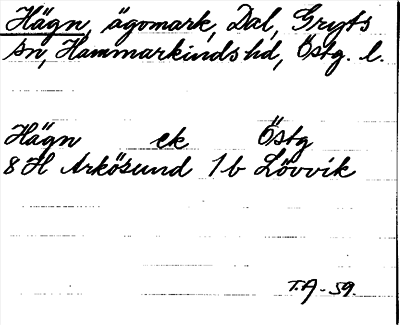 Hägn, ägomark, Dal, Gryts
sn, Hammarkinds hd, Östg. l.
Hägn ek Östg
8 H Arkösund 1 b Lövvik
T.A - 59.